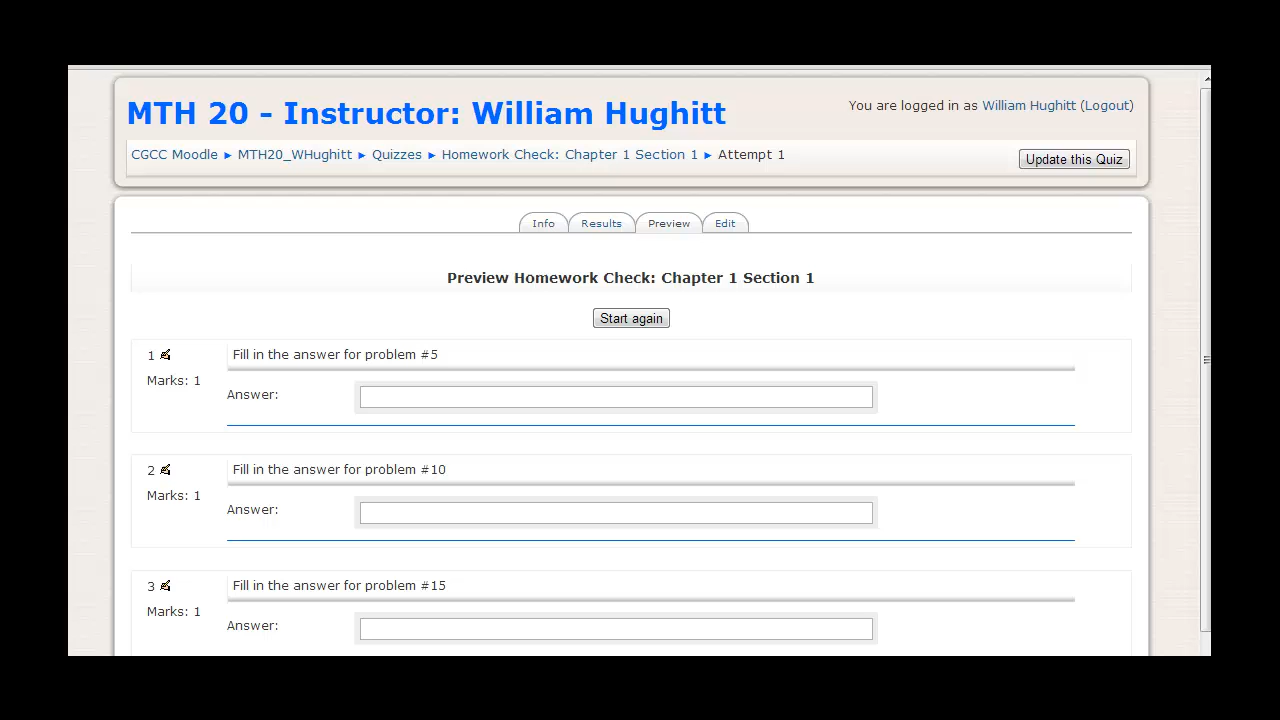 MTH 20 - Instructor: William Hughitt
You are logged in as William Hughitt (Logout)
CGCC Moodle ► MTH20_WHughitt ► Quizzes ► Homework Check: Chapter 1 Section 1 ► Attempt 1
Update this Quiz
Info Results Preview Edit
Preview Homework Check: Chapter 1 Section 1
Start again
1 Fill in the answer for problem #5
Marks: 1
Answer:
2 Fill in the answer for problem #10
Marks: 1
Answer:
3 Fill in the answer for problem #15
Marks: 1
Answer: